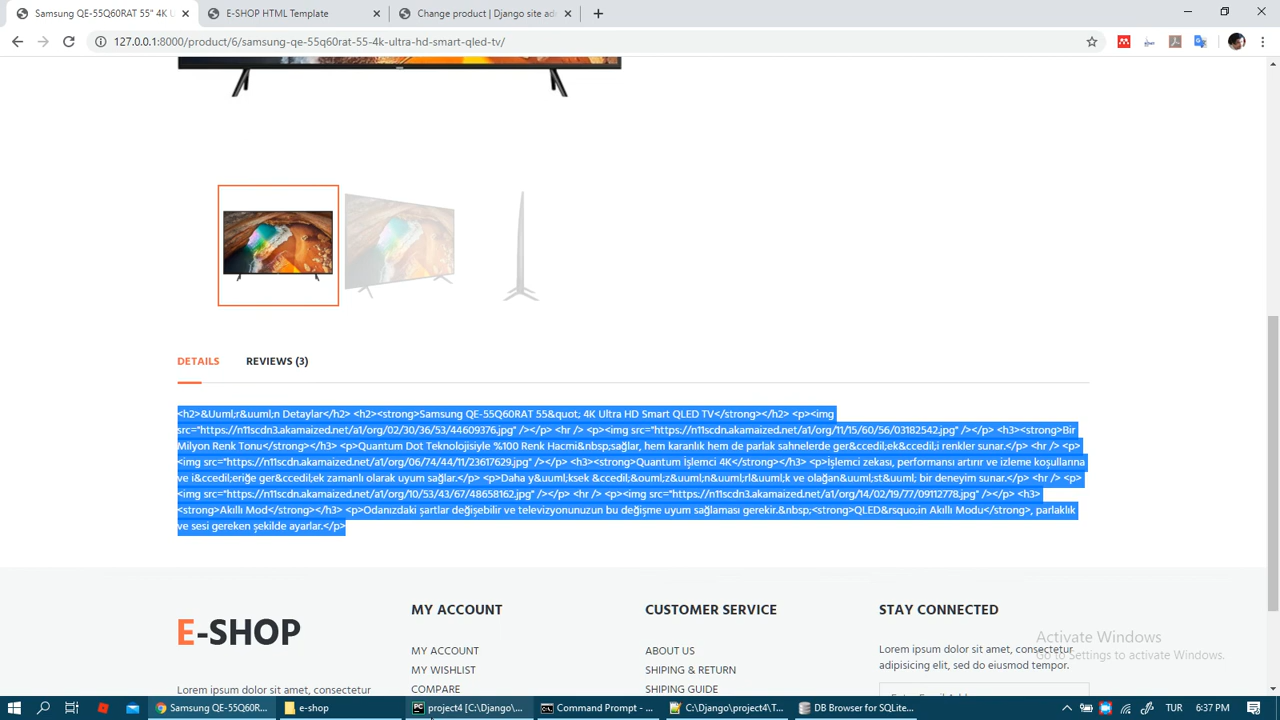 Samsung QE-55Q60RAT 55" 4K U
E-SHOP HTML Template
Change product | Django site ad
127.0.0.1:8000/product/6/samsung-qe-55q60rat-55-4k-ultra-hd-smart-qled-tv/
DETAILS
REVIEWS (3)
<h2>&Uuml;r&uuml;n Detaylar</h2> <h2><strong>Samsung QE-55Q60RAT 55&quot; 4K Ultra HD Smart QLED TV</strong></h2> <p><img
src="https://n11scdn3.akamaized.net/a1/org/02/30/36/53/44609376.jpg" /></p> <hr /> <p><img src="https://n11scdn.akamaized.net/a1/org/11/15/60/56/03182542.jpg" /></p> <h3><strong>Bir
Milyon Renk Tonu</strong></h3> <p>Quantum Dot Teknolojisiyle %100 Renk Hacmi&nbsp;sağlar, hem karanlık hem de parlak sahnelerde ger&ccedil;ek&ccedil;i renkler sunar.</p> <hr /> <p>
<img src="https://n11scdn.akamaized.net/a1/org/06/74/44/11/23617629.jpg" /></p> <h3><strong>Quantum İşlemci 4K</strong></h3> <p>İşlemci zekası, performansı artırır ve izleme koşullarına
ve i&ccedil;eriğe ger&ccedil;ek zamanlı olarak uyum sağlar.</p> <p>Daha y&uuml;ksek &ccedil;&ouml;z&uuml;n&uuml;rl&uuml;k ve olağan&uuml;st&uuml; bir deneyim sunar.</p> <hr /> <p>
<img src="https://n11scdn.akamaized.net/a1/org/10/53/43/67/48658162.jpg" /></p> <hr /> <p><img src="https://n11scdn.akamaized.net/a1/org/14/02/19/77/09112778.jpg" /></p> <h3>
<strong>Akıllı Mod</strong></h3> <p>Odanızdaki şartlar değişebilir ve televizyonunuzun bu değişme uyum sağlaması gerekir.&nbsp;<strong>QLED&rsquo;in Akıllı Modu</strong>, parlaklık
ve sesi gereken şekilde ayarlar.</p>
E-SHOP
Lorem ipsum dolor sit amet, consectetur
MY ACCOUNT
MY ACCOUNT
MY WISHLIST
COMPARE
CUSTOMER SERVICE
ABOUT US
SHIPING & RETURN
SHIPING GUIDE
STAY CONNECTED
Lorem ipsum dolor sit amet, consectetur
adipisicing elit, sed do eiusmod tempor.
Activate Windows
Go to Settings to activate Windows.
Samsung QE-55Q60R...
e-shop
project4 [C:\Django\...
Command Prompt - ...
C:\Django\project4\T...
DB Browser for SQLite...
TUR
6:37 PM